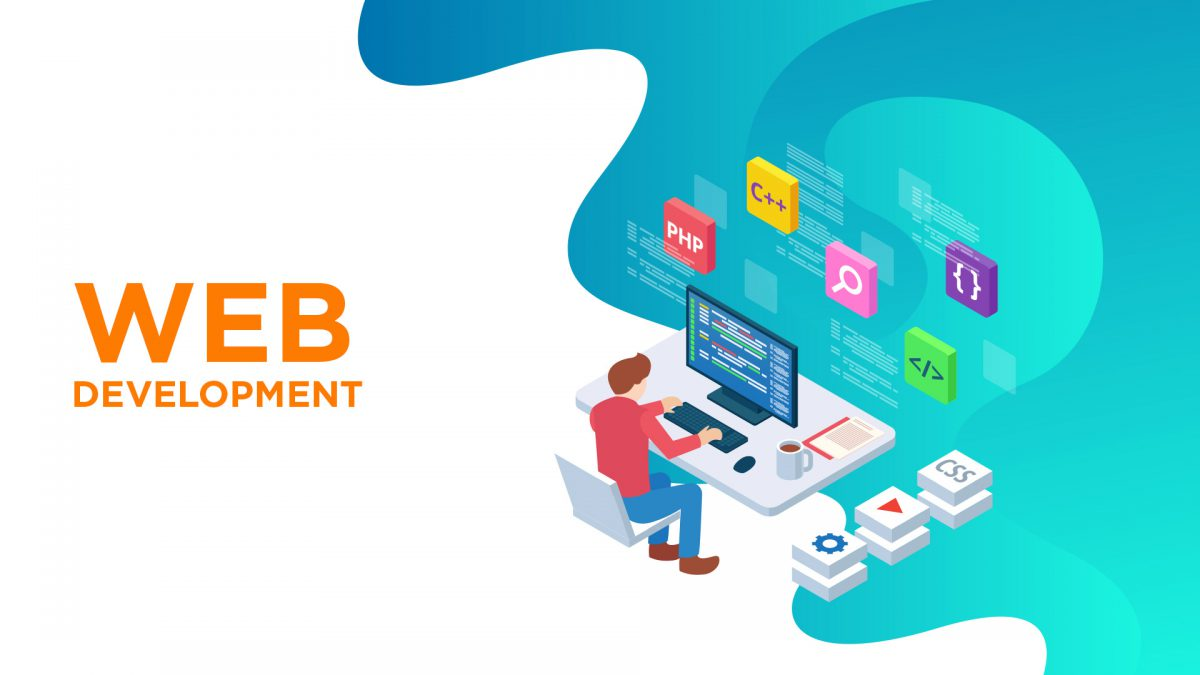 WEB
DEVELOPMENT
C++
PHP
{}
</>
CSS